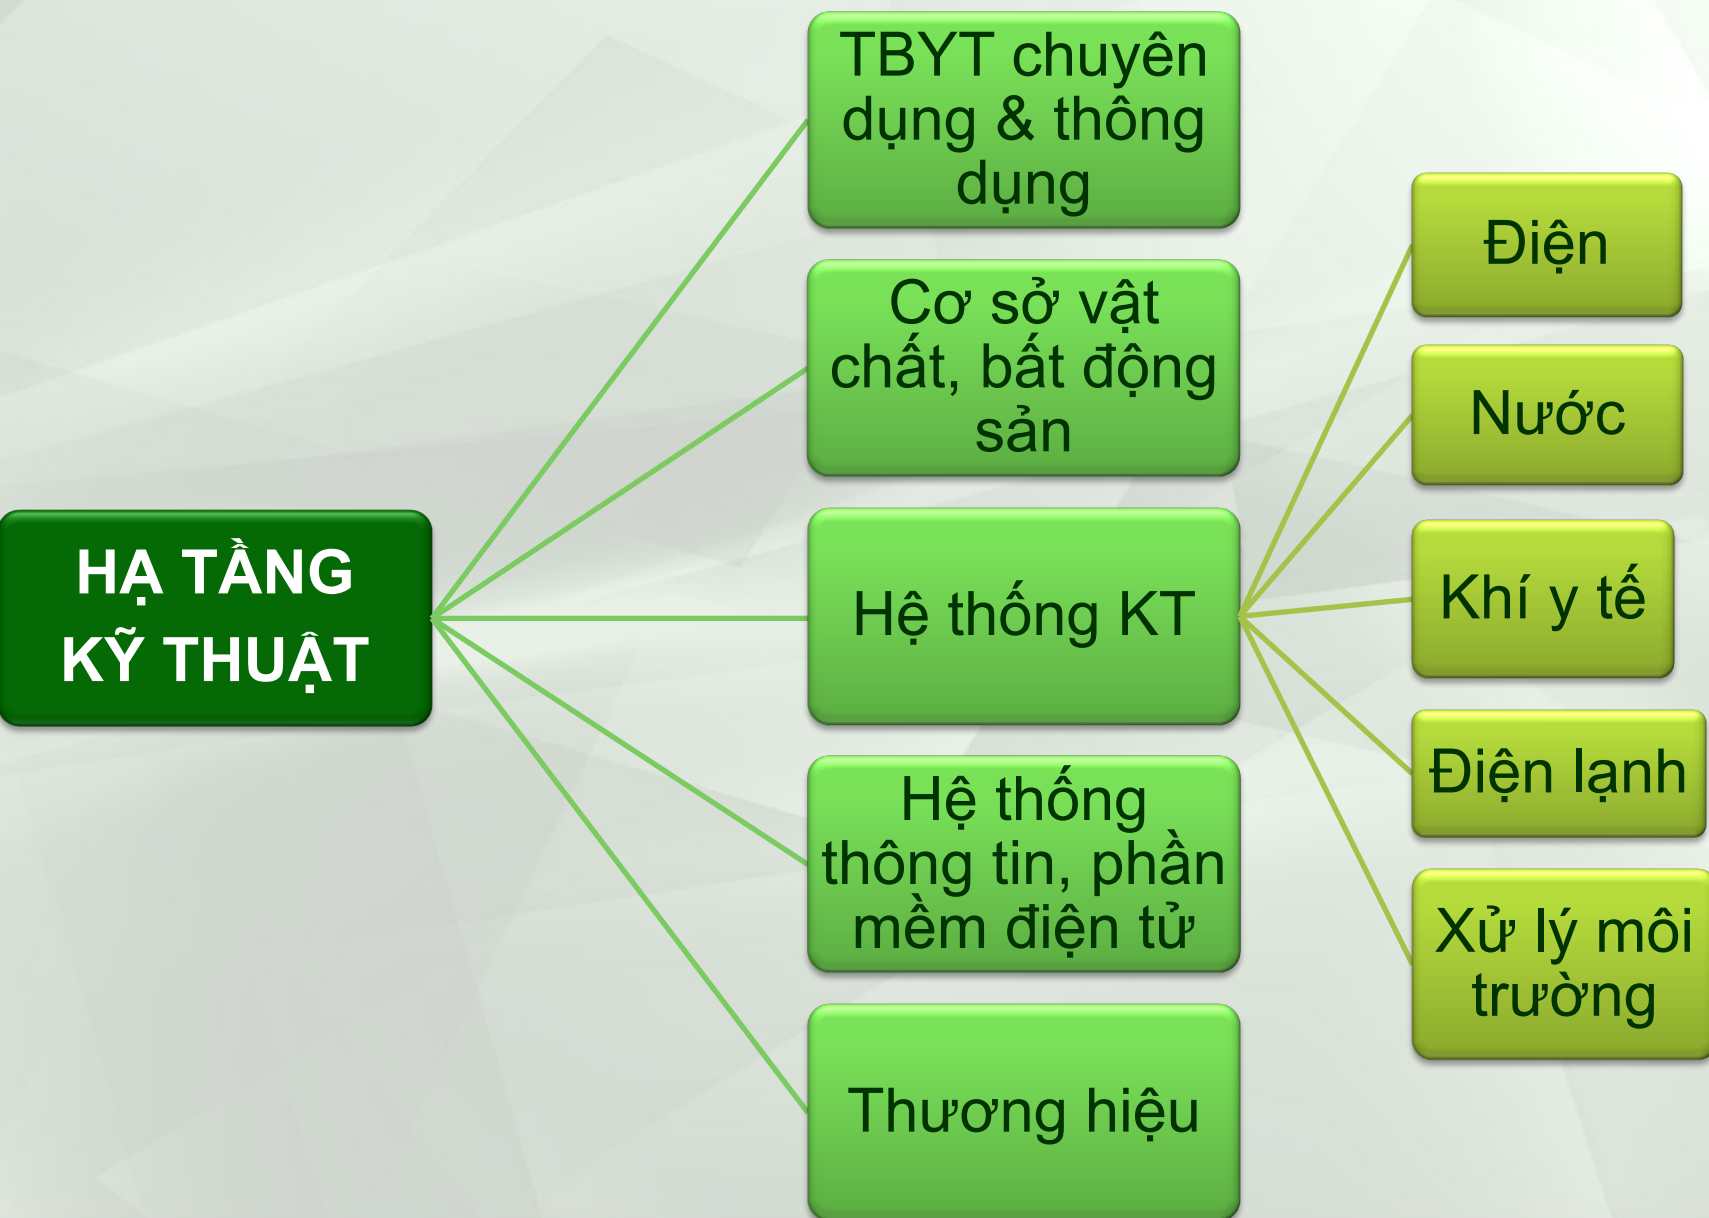 HẠ TẦNG
KỸ THUẬT
TBYT chuyên
dụng & thông
dụng
Cơ sở vật
chất, bất động
sản
Hệ thống KT
Hệ thống
thông tin, phần
mềm điện tử
Thương hiệu
Điện
Nước
Khí y tế
Điện lạnh
Xử lý môi
trường